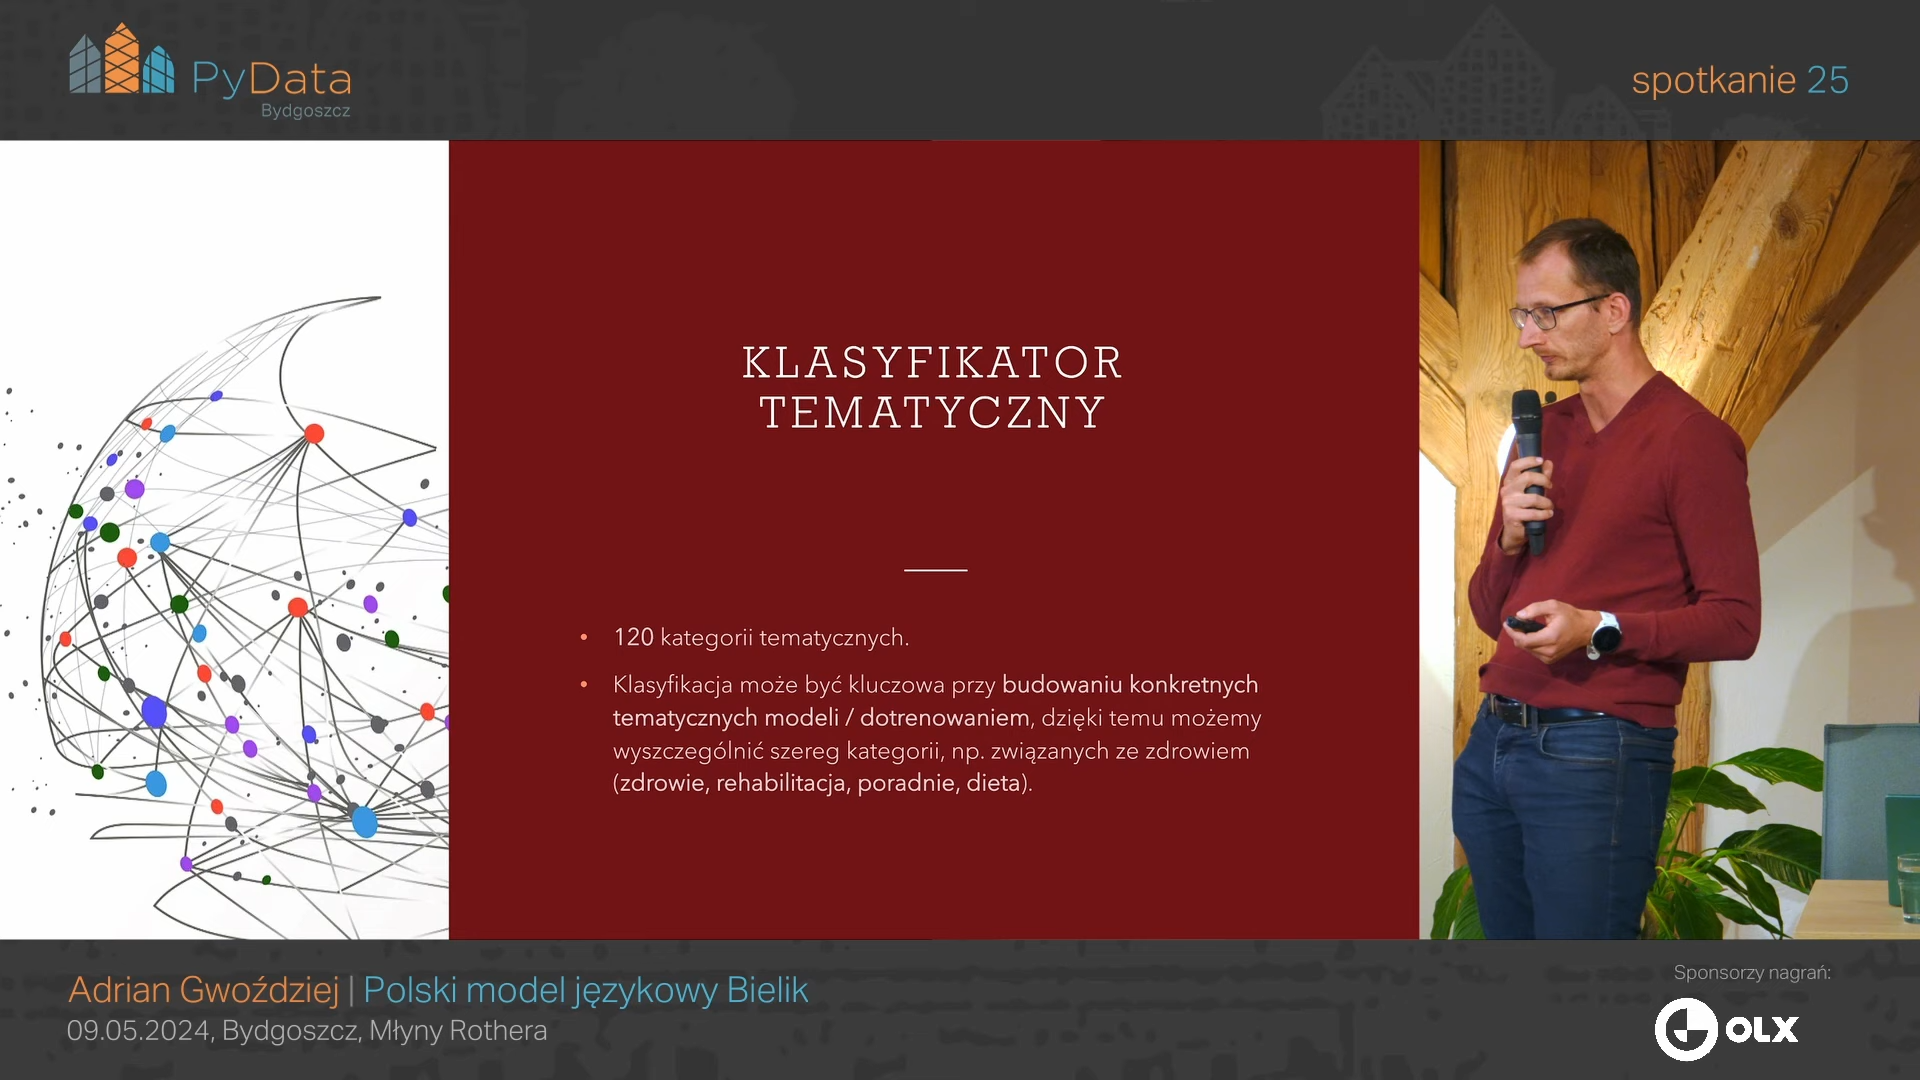 PyData
Bydgoszcz
spotkanie 25
KLASYFIKATOR
TEMATYCZNY
• 120 kategorii tematycznych.
• Klasyfikacja może być kluczowa przy budowaniu konkretnych
tematycznych modeli / dotrenowaniem, dzięki temu możemy
wyszczególnić szereg kategorii, np. związanych ze zdrowiem
(zdrowie, rehabilitacja, poradnie, dieta).
Adrian Gwoździej | Polski model językowy Bielik
09.05.2024, Bydgoszcz, Młyny Rothera
Sponsorzy nagrań:
OLX